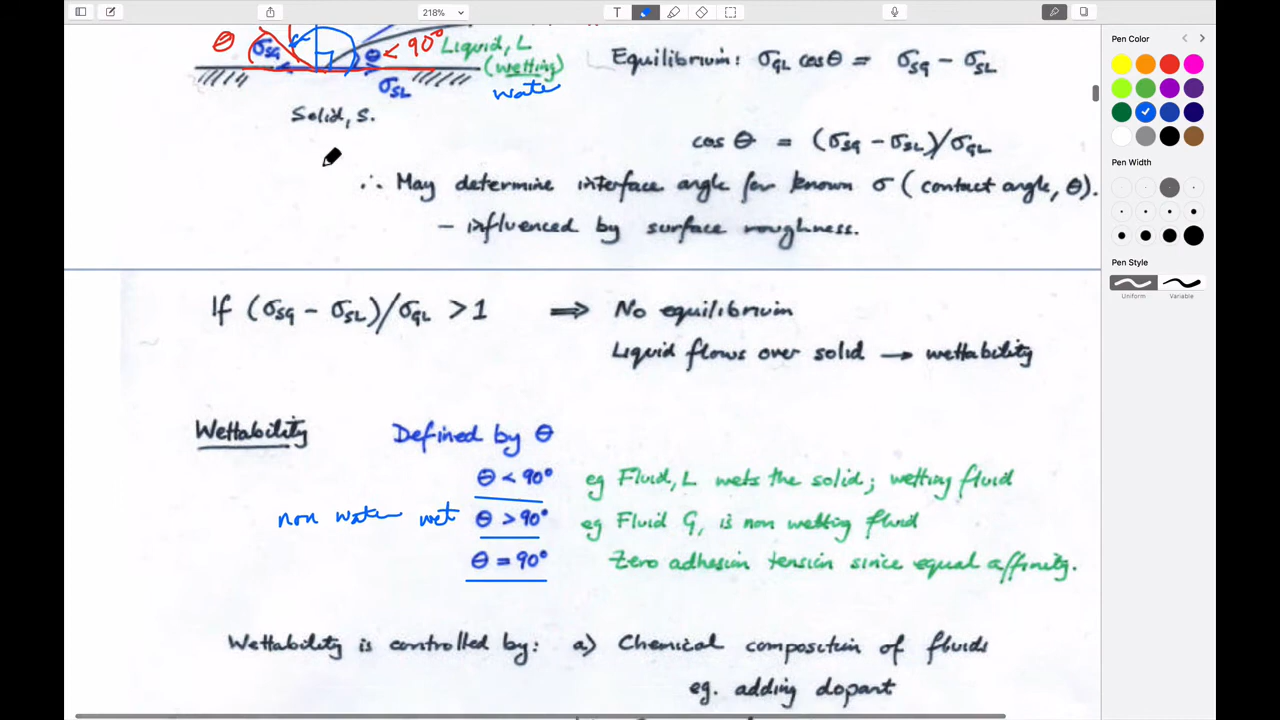 218%
T
Pen Color
Pen Width
Pen Style
Uniform
Variable
θ
σSG
θ < 90°
Liquid, L
(wetting)
water
σSL
Solid, S.
Equilibrium: σGL cosθ = σSG - σSL
cos θ = (σSG - σSL)/σGL
∴ May determine interface angle for known σ (contact angle, θ).
- influenced by surface roughness.
If (σSG - σSL)/σGL > 1 ⟹ No equilibrium
Liquid flows over solid → wettability
Wettability Defined by θ
θ < 90° eg Fluid, L wets the solid; wetting fluid
non water wet θ > 90° eg Fluid G, is non wetting fluid
θ = 90° Zero adhesion tension since equal affinity.
Wettability is controlled by: a) Chemical composition of fluids
eg. adding dopant